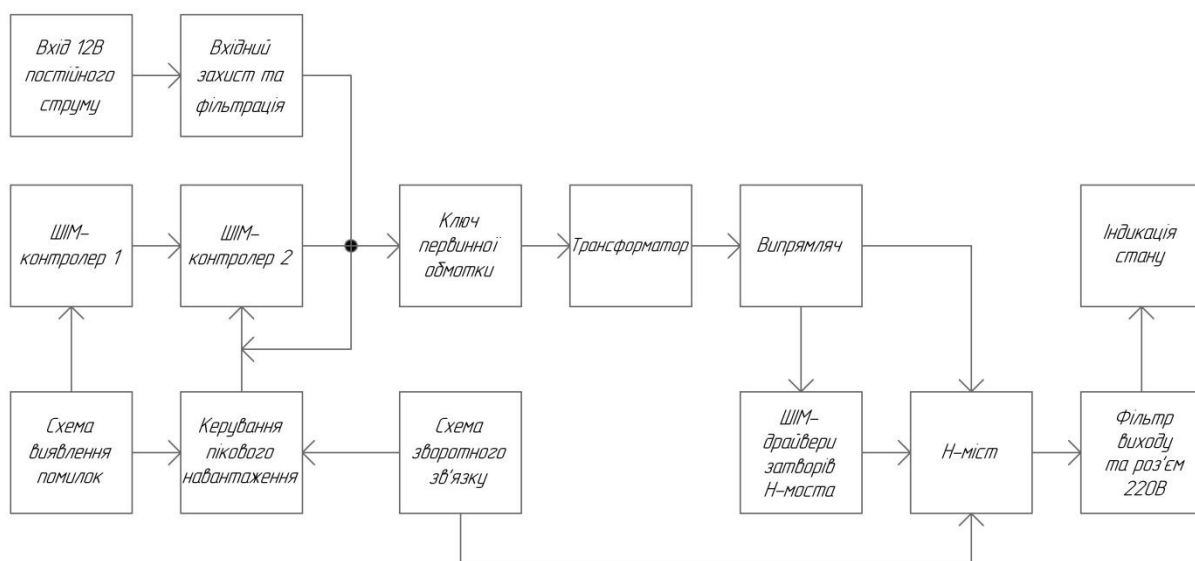 Вхід 12В
постійного
струму
Вхідний
захист та
фільтрація
ШІМ-
контролер 1
ШІМ-
контролер 2
Ключ
первинної
обмотки
Трансформатор
Випрямляч
Індикація
стану
Схема
виявлення
помилок
Керування
пікового
навантаження
Схема
зворотного
зв'язку
ШІМ-
драйвери
затворів
Н-моста
Н-міст
Фільтр
виходу
та роз'єм
220В